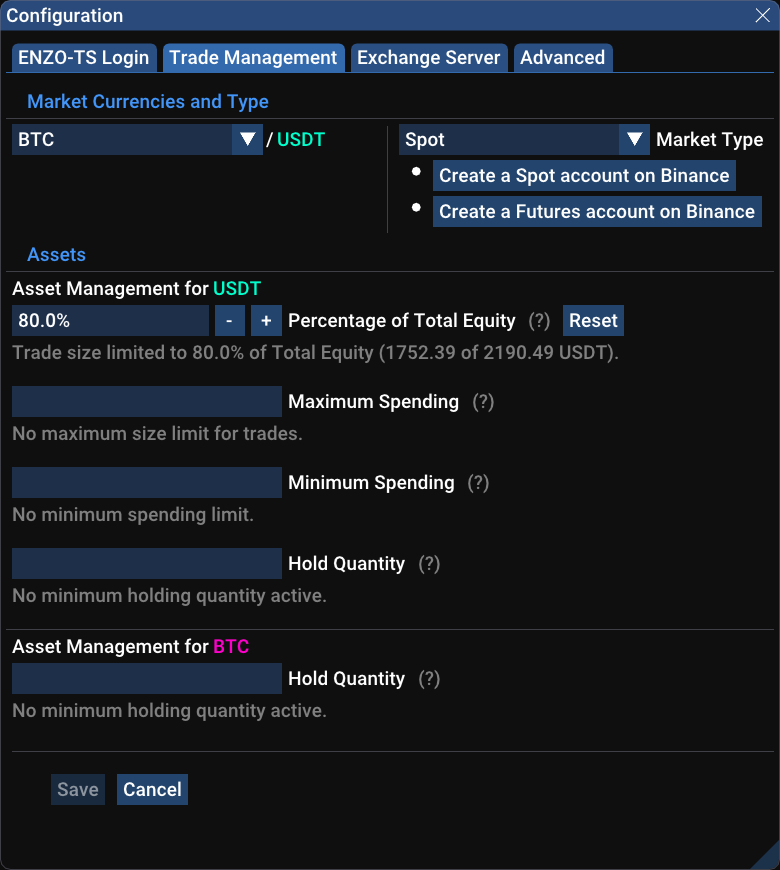 Configuration
ENZO-TS Login Trade Management Exchange Server Advanced
Market Currencies and Type
BTC / USDT Spot Market Type
Create a Spot account on Binance
Create a Futures account on Binance
Assets
Asset Management for USDT
80.0% - + Percentage of Total Equity (?) Reset
Trade size limited to 80.0% of Total Equity (1752.39 of 2190.49 USDT).
Maximum Spending (?)
No maximum size limit for trades.
Minimum Spending (?)
No minimum spending limit.
Hold Quantity (?)
No minimum holding quantity active.
Asset Management for BTC
Hold Quantity (?)
No minimum holding quantity active.
Save Cancel